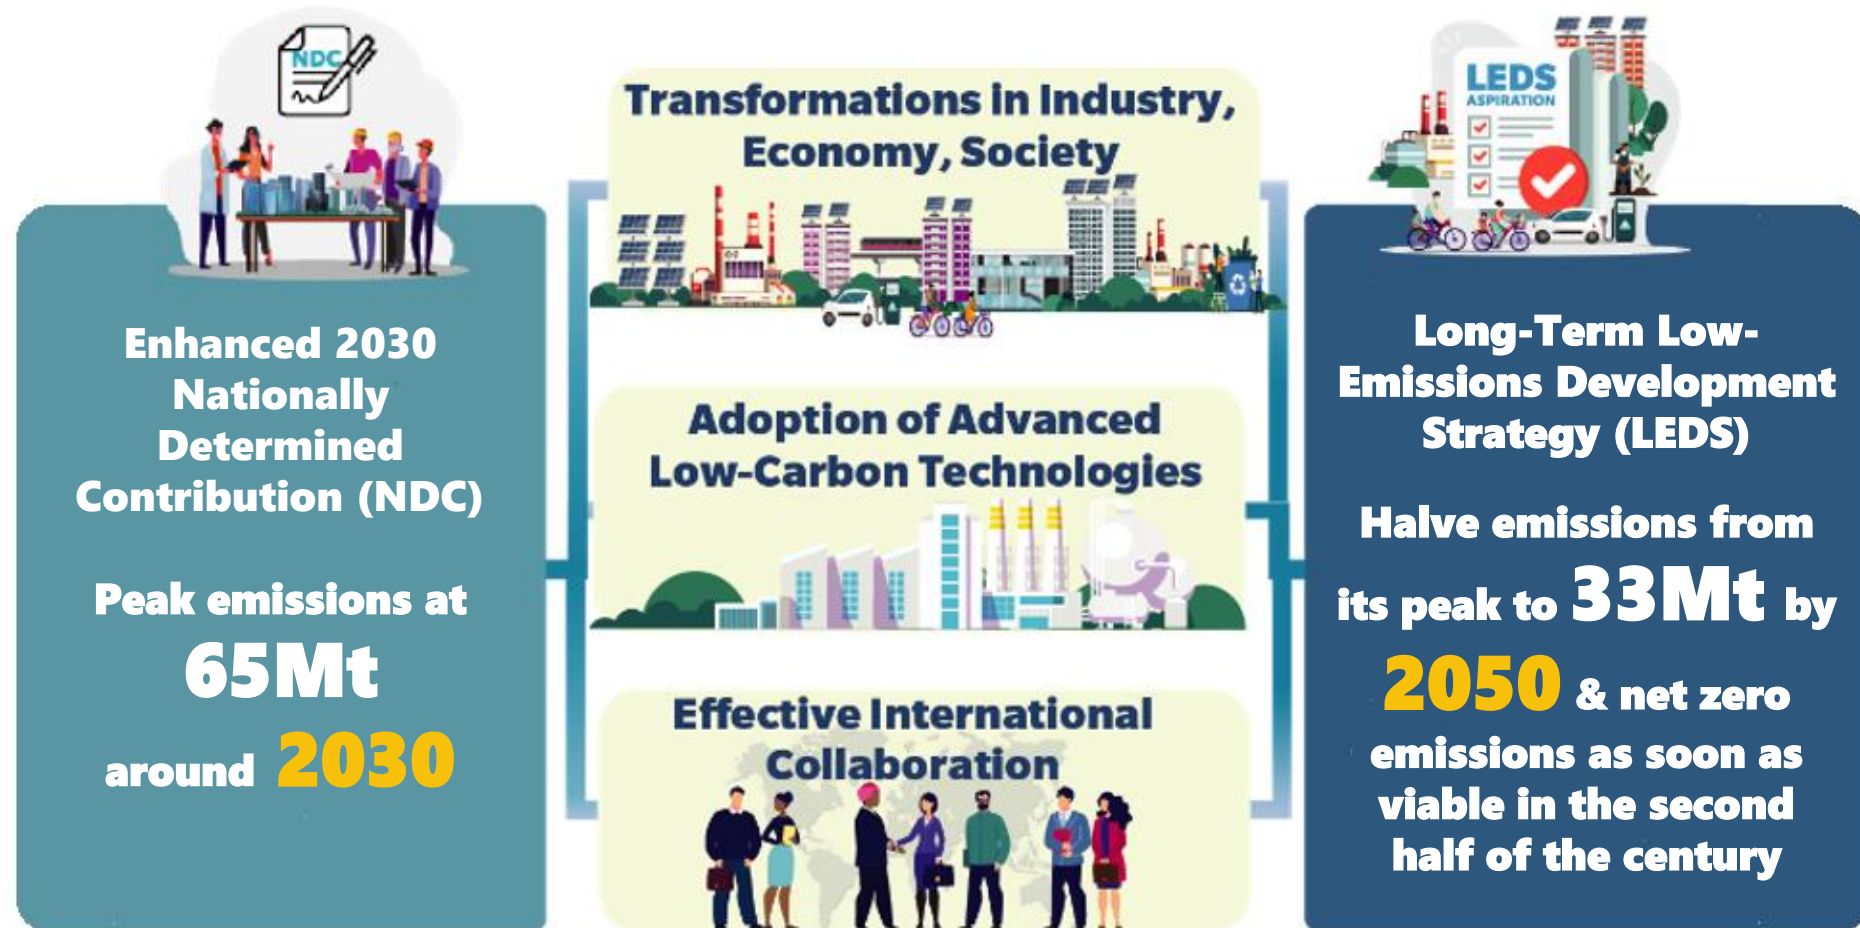 NDC
Enhanced 2030
Nationally
Determined
Contribution (NDC)
Peak emissions at
65Mt
around 2030
Transformations in Industry,
Economy, Society
Adoption of Advanced
Low-Carbon Technologies
Effective International
Collaboration
LEDS
ASPIRATION
Long-Term Low-
Emissions Development
Strategy (LEDS)
Halve emissions from
its peak to 33Mt by
2050 & net zero
emissions as soon as
viable in the second
half of the century